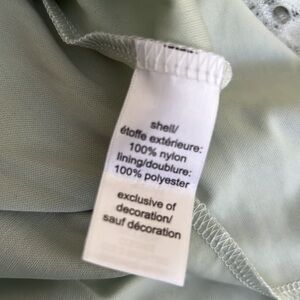 shell/
étoffe extérieure:
100% nylon
lining/doublure:
100% polyester
exclusive of
decoration/
sauf décoration